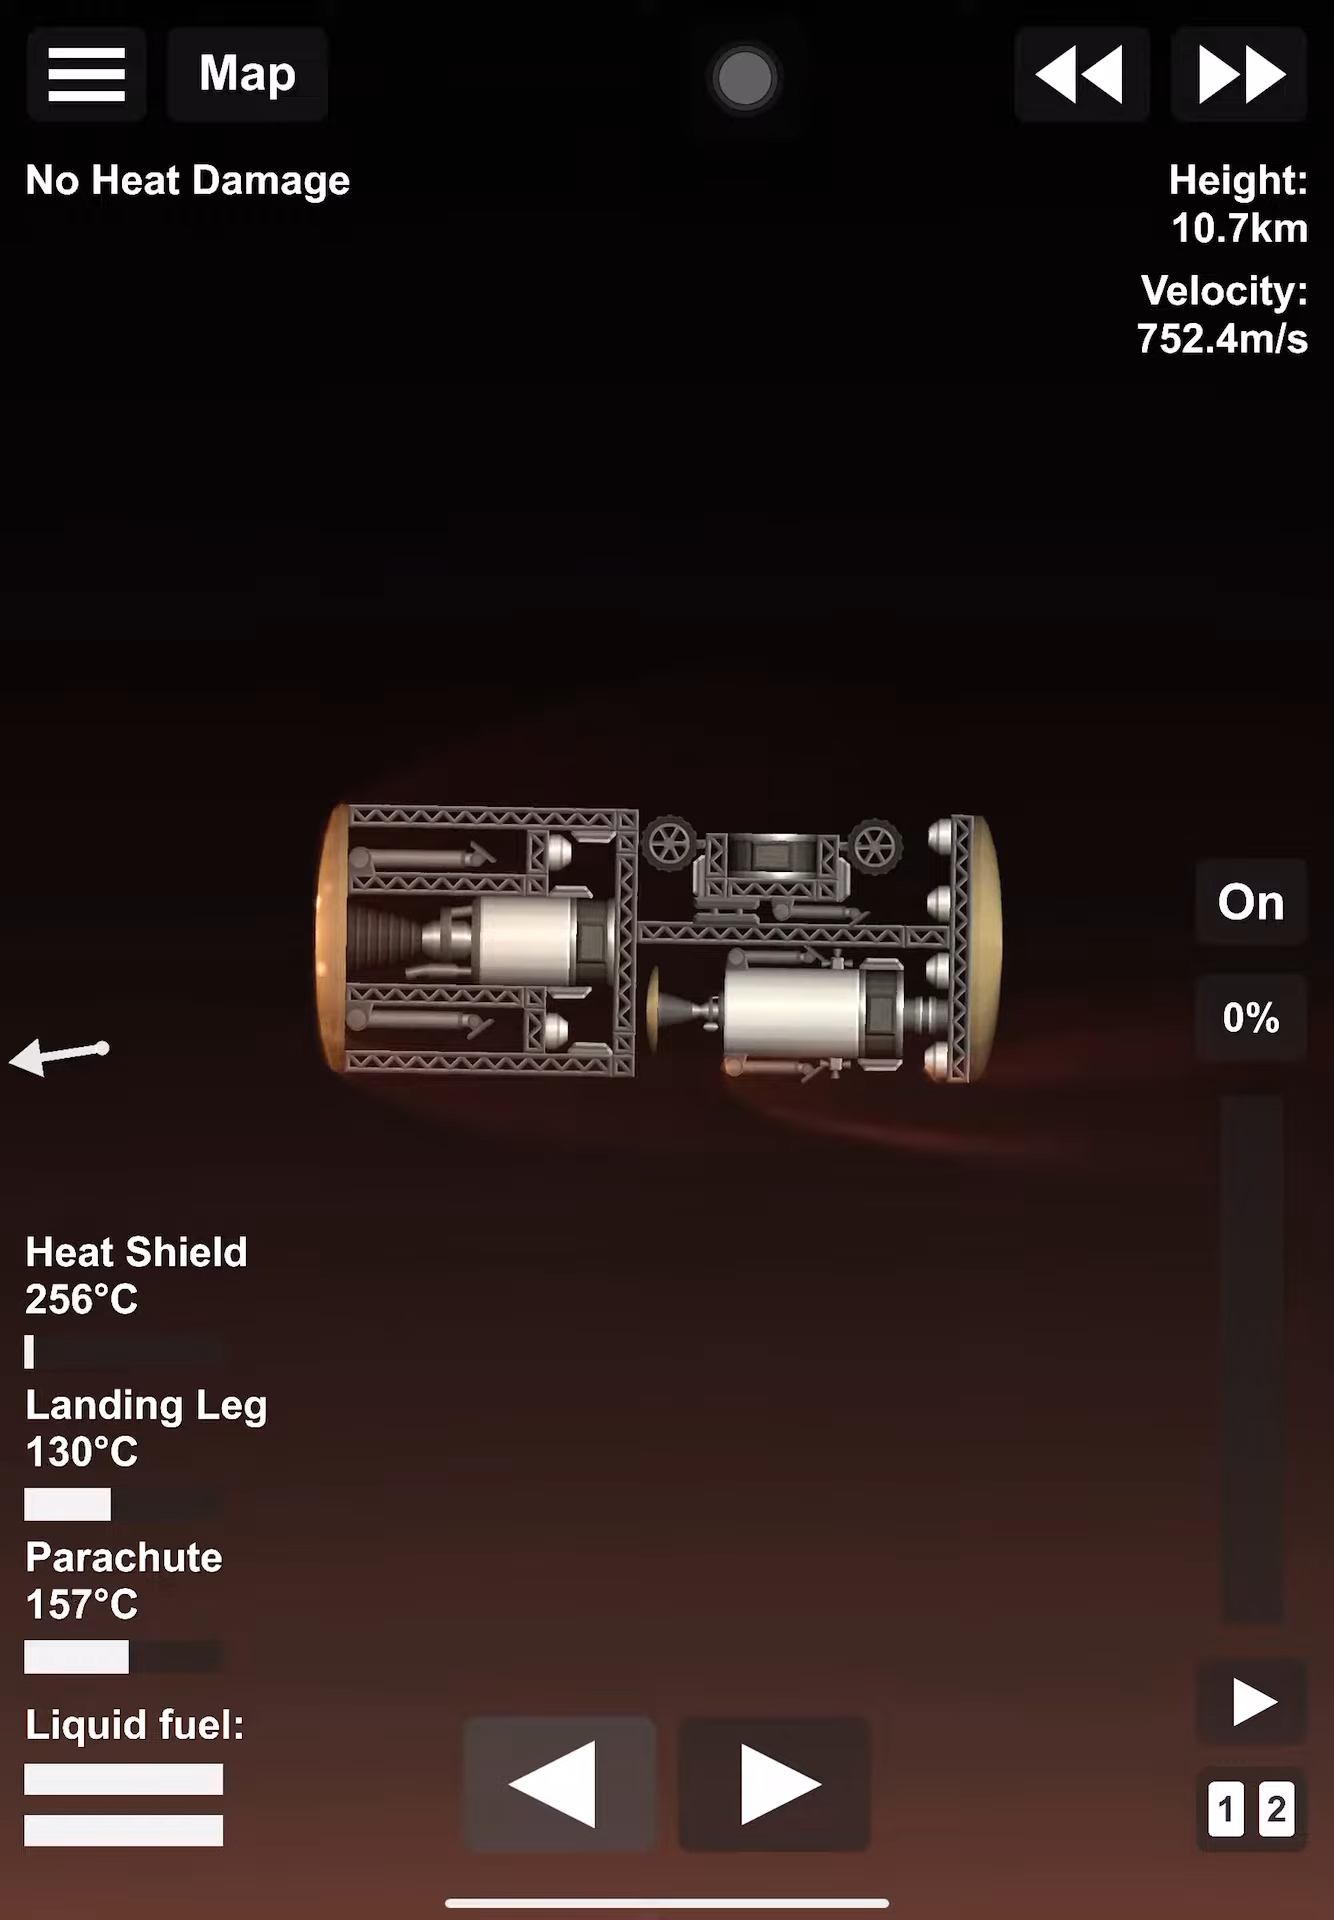 Map
No Heat Damage
Height:
10.7km
Velocity:
752.4m/s
On
0%
Heat Shield
256°C
Landing Leg
130°C
Parachute
157°C
Liquid fuel:
1 2